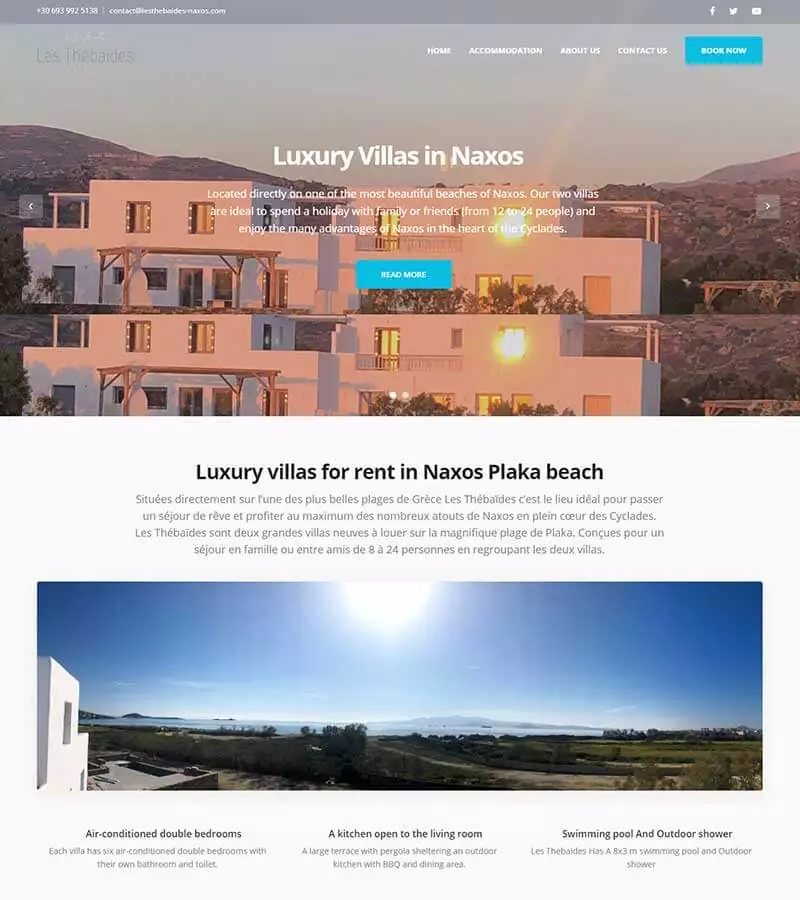 +30 693 992 5138 | contact@lesthebaides-naxos.com
Les Thébaïdes
HOME ACCOMMODATION ABOUT US CONTACT US BOOK NOW
Luxury Villas in Naxos
Located directly on one of the most beautiful beaches of Naxos. Our two villas
are ideal to spend a holiday with family or friends (from 12 to 24 people) and
enjoy the many advantages of Naxos in the heart of the Cyclades.
READ MORE
Luxury villas for rent in Naxos Plaka beach
Situées directement sur l'une des plus belles plages de Grèce Les Thébaïdes c'est le lieu idéal pour passer
un séjour de rêve et profiter au maximum des nombreux atouts de Naxos en plein cœur des Cyclades.
Les Thébaïdes sont deux grandes villas neuves à louer sur la magnifique plage de Plaka. Conçues pour un
séjour en famille ou entre amis de 8 à 24 personnes en regroupant les deux villas.
Air-conditioned double bedrooms
Each villa has six air-conditioned double bedrooms with
their own bathroom and toilet.
A kitchen open to the living room
A large terrace with pergola sheltering an outdoor
kitchen with BBQ and dining area.
Swimming pool And Outdoor shower
Les Thebaides Has A 8x3 m swimming pool and Outdoor
shower